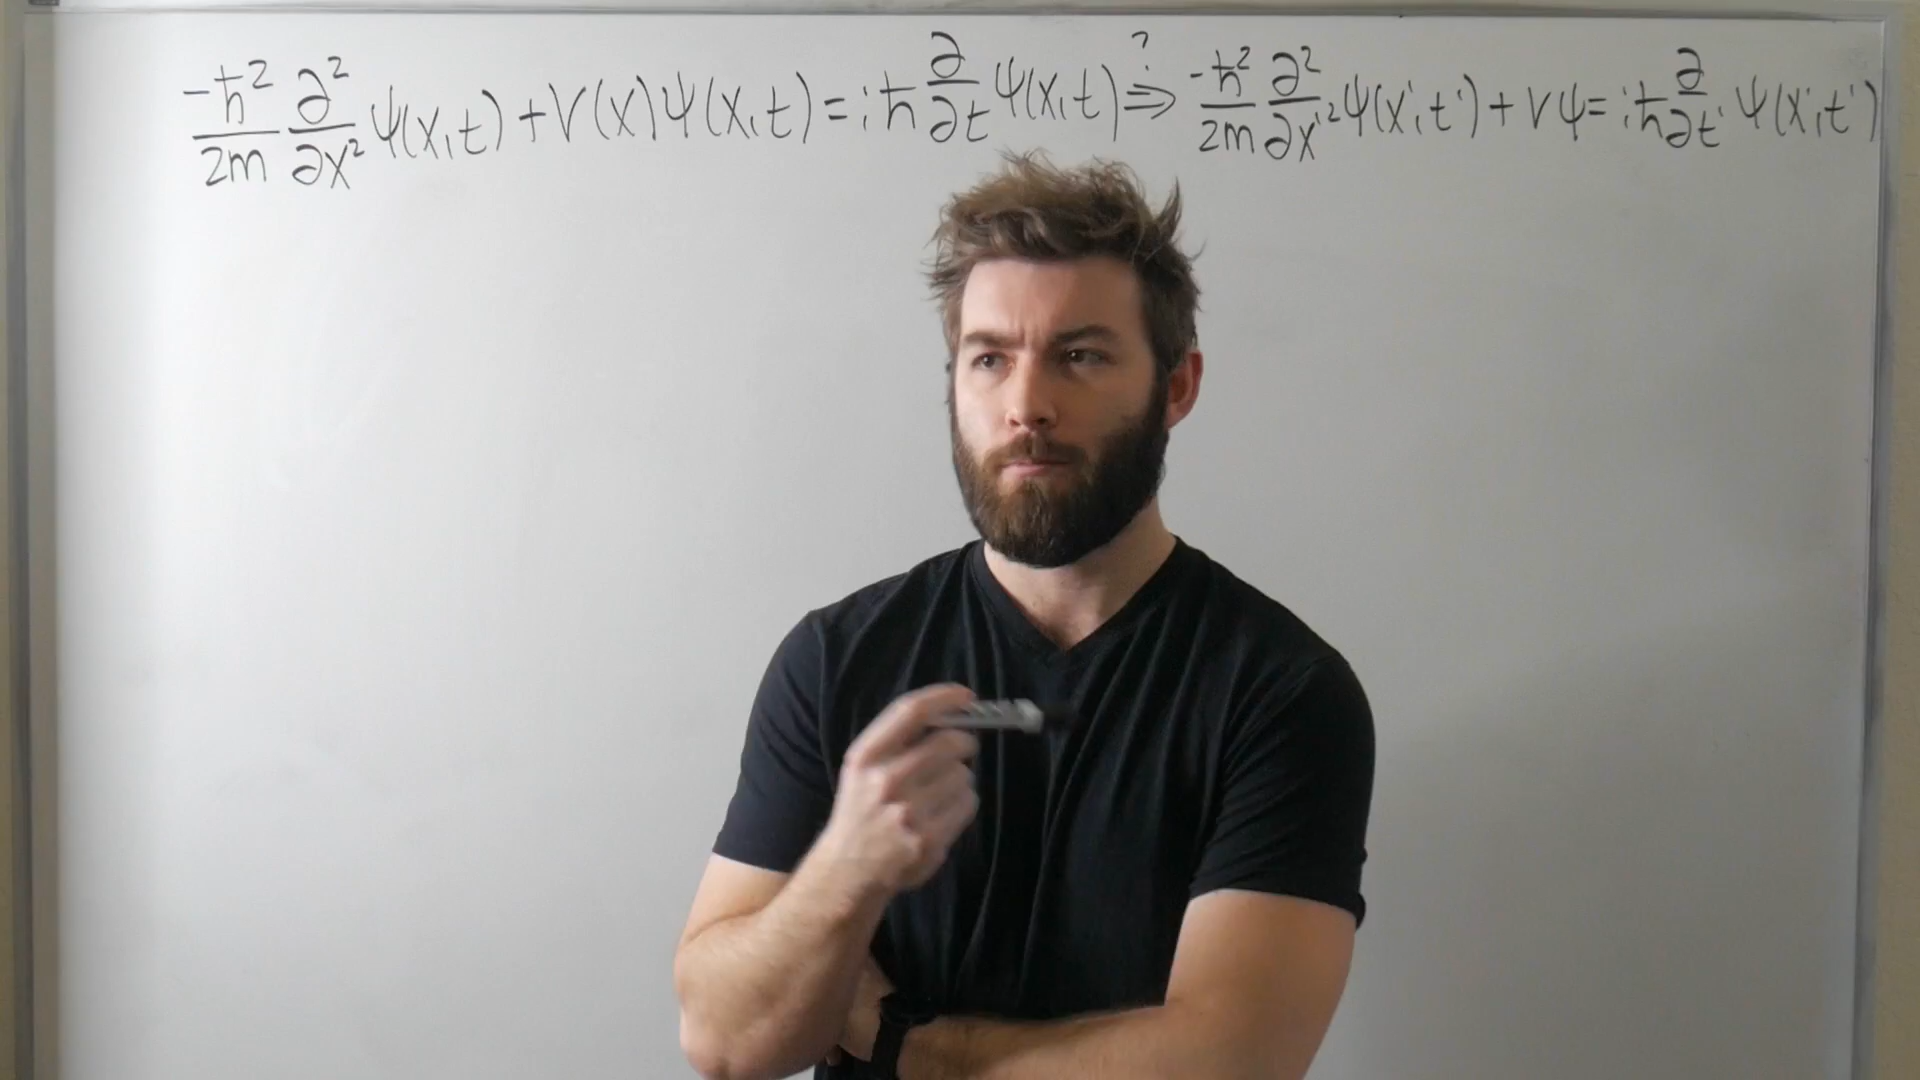 -ħ²/2m ∂²/∂x² Ψ(x,t) + V(x)Ψ(x,t) = iħ ∂/∂t Ψ(x,t) ?⇒ -ħ²/2m ∂²/∂x'² Ψ(x',t') + VΨ = iħ ∂/∂t' Ψ(x',t')